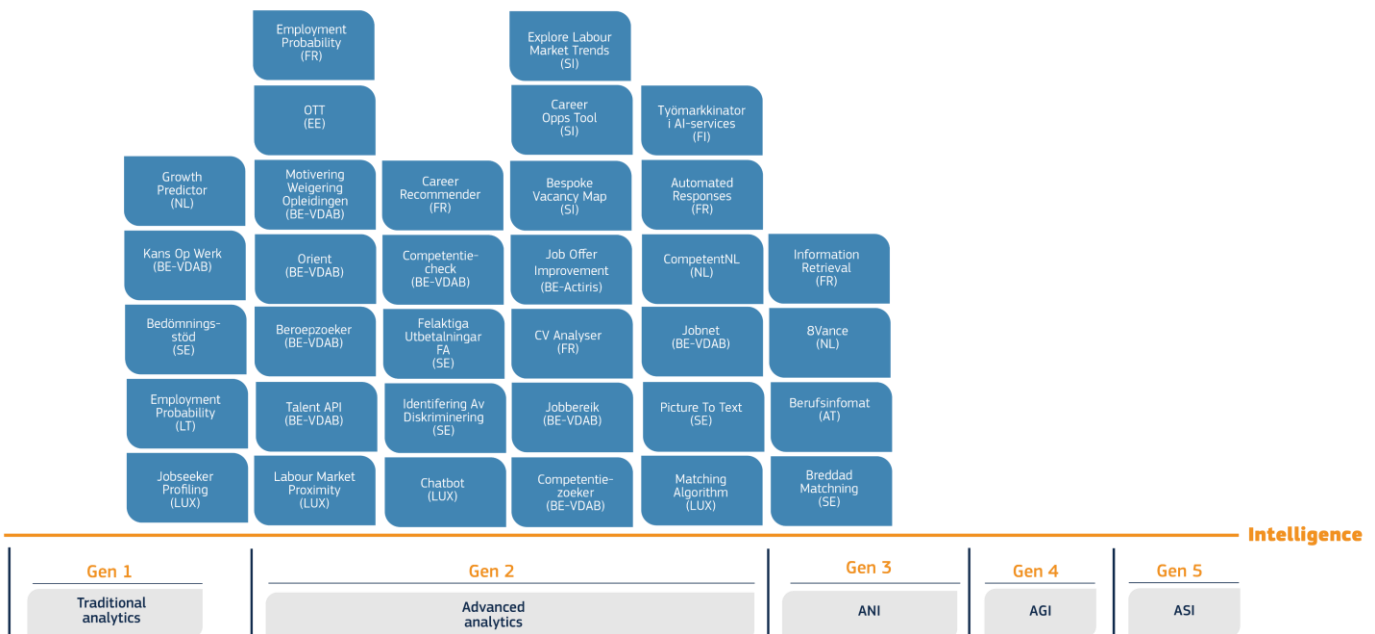 Employment
Probability
(FR)
Explore Labour
Market Trends
(SI)
OTT
(EE)
Career
Opps Tool
(SI)
Työmarkkinator
i AI-services
(FI)
Growth
Predictor
(NL)
Motivering
Weigering
Opleidingen
(BE-VDAB)
Career
Recommender
(FR)
Bespoke
Vacancy Map
(SI)
Automated
Responses
(FR)
Kans Op Werk
(BE-VDAB)
Orient
(BE-VDAB)
Competentie-
check
(BE-VDAB)
Job Offer
Improvement
(BE-Actiris)
CompetentNL
(NL)
Information
Retrieval
(FR)
Bedömnings-
stöd
(SE)
Beroepzoeker
(BE-VDAB)
Felaktiga
Utbetalningar
FA
(SE)
CV Analyser
(FR)
Jobnet
(BE-VDAB)
8Vance
(NL)
Employment
Probability
(LT)
Talent API
(BE-VDAB)
Identifering Av
Diskriminering
(SE)
Jobbereik
(BE-VDAB)
Picture To Text
(SE)
Berufsinfomat
(AT)
Jobseeker
Profiling
(LUX)
Labour Market
Proximity
(LUX)
Chatbot
(LUX)
Competentie-
zoeker
(BE-VDAB)
Matching
Algorithm
(LUX)
Breddad
Matchning
(SE)
Intelligence
Gen 1
Traditional
analytics
Gen 2
Advanced
analytics
Gen 3
ANI
Gen 4
AGI
Gen 5
ASI